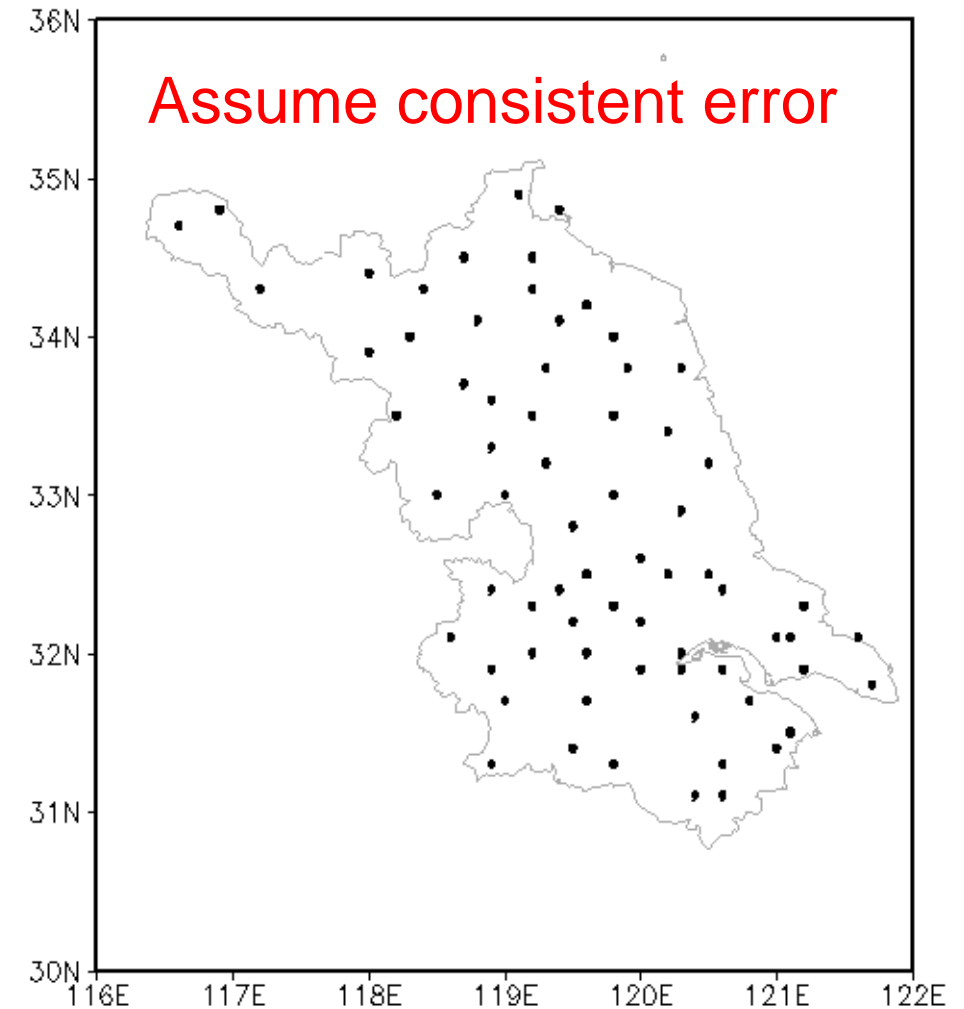 36N
Assume consistent error
35N
34N
33N
32N
31N
30N
116E 117E 118E 119E 120E 121E 122E